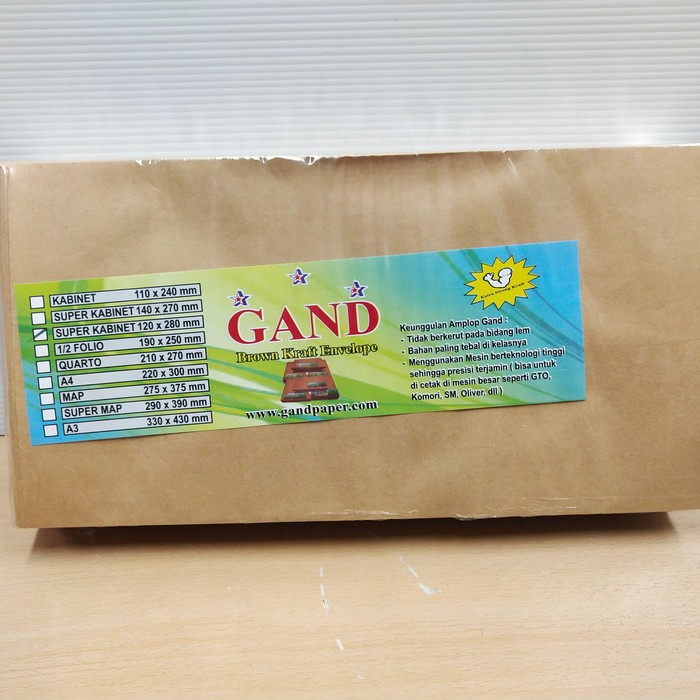 KABINET 110 x 240 mm
SUPER KABINET 140 x 270 mm
SUPER KABINET 120 x 280 mm
1/2 FOLIO 190 x 250 mm
QUARTO 210 x 270 mm
A4 220 x 300 mm
MAP 275 x 375 mm
SUPER MAP 290 x 390 mm
A3 330 x 430 mm
GAND
Brown Kraft Envelope
www.gandpaper.com
Extra Strong Kraft
Keunggulan Amplop Gand :
- Tidak berkerut pada bidang lem
- Bahan paling tebal di kelasnya
- Menggunakan Mesin berteknologi tinggi
sehingga presisi terjamin ( bisa untuk
di cetak di mesin besar seperti GTO,
Komori, SM, Oliver, dll )